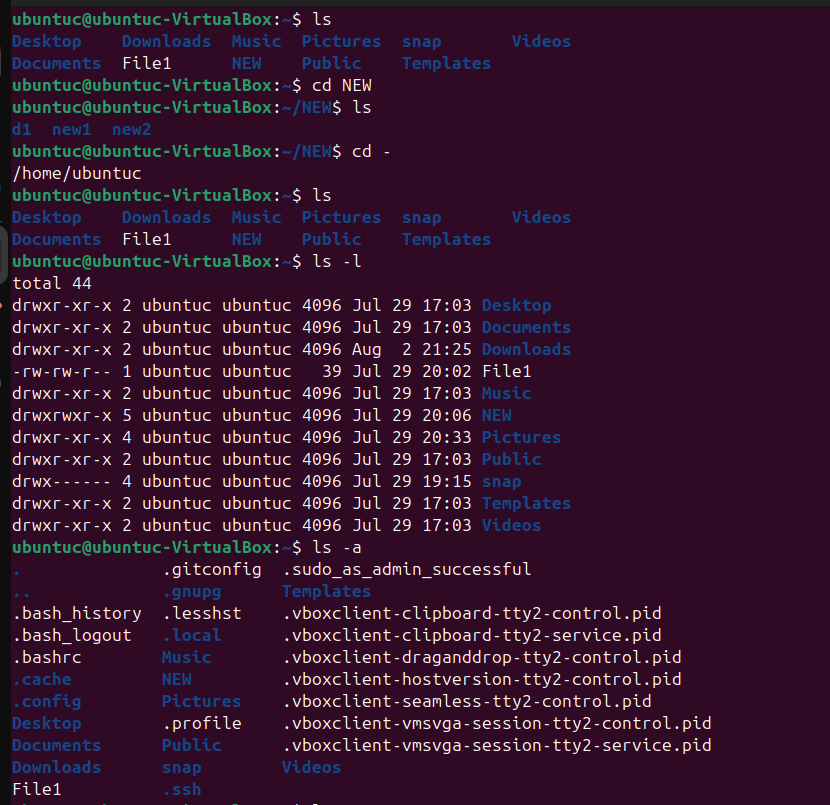 ubuntuc@ubuntuc-VirtualBox:~$ ls
Desktop    Downloads  Music  Pictures  snap       Videos
Documents  File1      NEW    Public    Templates
ubuntuc@ubuntuc-VirtualBox:~$ cd NEW
ubuntuc@ubuntuc-VirtualBox:~/NEW$ ls
d1  new1  new2
ubuntuc@ubuntuc-VirtualBox:~/NEW$ cd -
/home/ubuntuc
ubuntuc@ubuntuc-VirtualBox:~$ ls
Desktop    Downloads  Music  Pictures  snap       Videos
Documents  File1      NEW    Public    Templates
ubuntuc@ubuntuc-VirtualBox:~$ ls -l
total 44
drwxr-xr-x 2 ubuntuc ubuntuc 4096 Jul 29 17:03 Desktop
drwxr-xr-x 2 ubuntuc ubuntuc 4096 Jul 29 17:03 Documents
drwxr-xr-x 2 ubuntuc ubuntuc 4096 Aug  2 21:25 Downloads
-rw-rw-r-- 1 ubuntuc ubuntuc   39 Jul 29 20:02 File1
drwxr-xr-x 2 ubuntuc ubuntuc 4096 Jul 29 17:03 Music
drwxrwxr-x 5 ubuntuc ubuntuc 4096 Jul 29 20:06 NEW
drwxr-xr-x 4 ubuntuc ubuntuc 4096 Jul 29 20:33 Pictures
drwxr-xr-x 2 ubuntuc ubuntuc 4096 Jul 29 17:03 Public
drwx------ 4 ubuntuc ubuntuc 4096 Jul 29 19:15 snap
drwxr-xr-x 2 ubuntuc ubuntuc 4096 Jul 29 17:03 Templates
drwxr-xr-x 2 ubuntuc ubuntuc 4096 Jul 29 17:03 Videos
ubuntuc@ubuntuc-VirtualBox:~$ ls -a
.              .gitconfig  .sudo_as_admin_successful
..             .gnupg      Templates
.bash_history  .lesshst    .vboxclient-clipboard-tty2-control.pid
.bash_logout   .local      .vboxclient-clipboard-tty2-service.pid
.bashrc        Music       .vboxclient-draganddrop-tty2-control.pid
.cache         NEW         .vboxclient-hostversion-tty2-control.pid
.config        Pictures    .vboxclient-seamless-tty2-control.pid
Desktop        .profile    .vboxclient-vmsvga-session-tty2-control.pid
Documents      Public      .vboxclient-vmsvga-session-tty2-service.pid
Downloads      snap        Videos
File1          .ssh